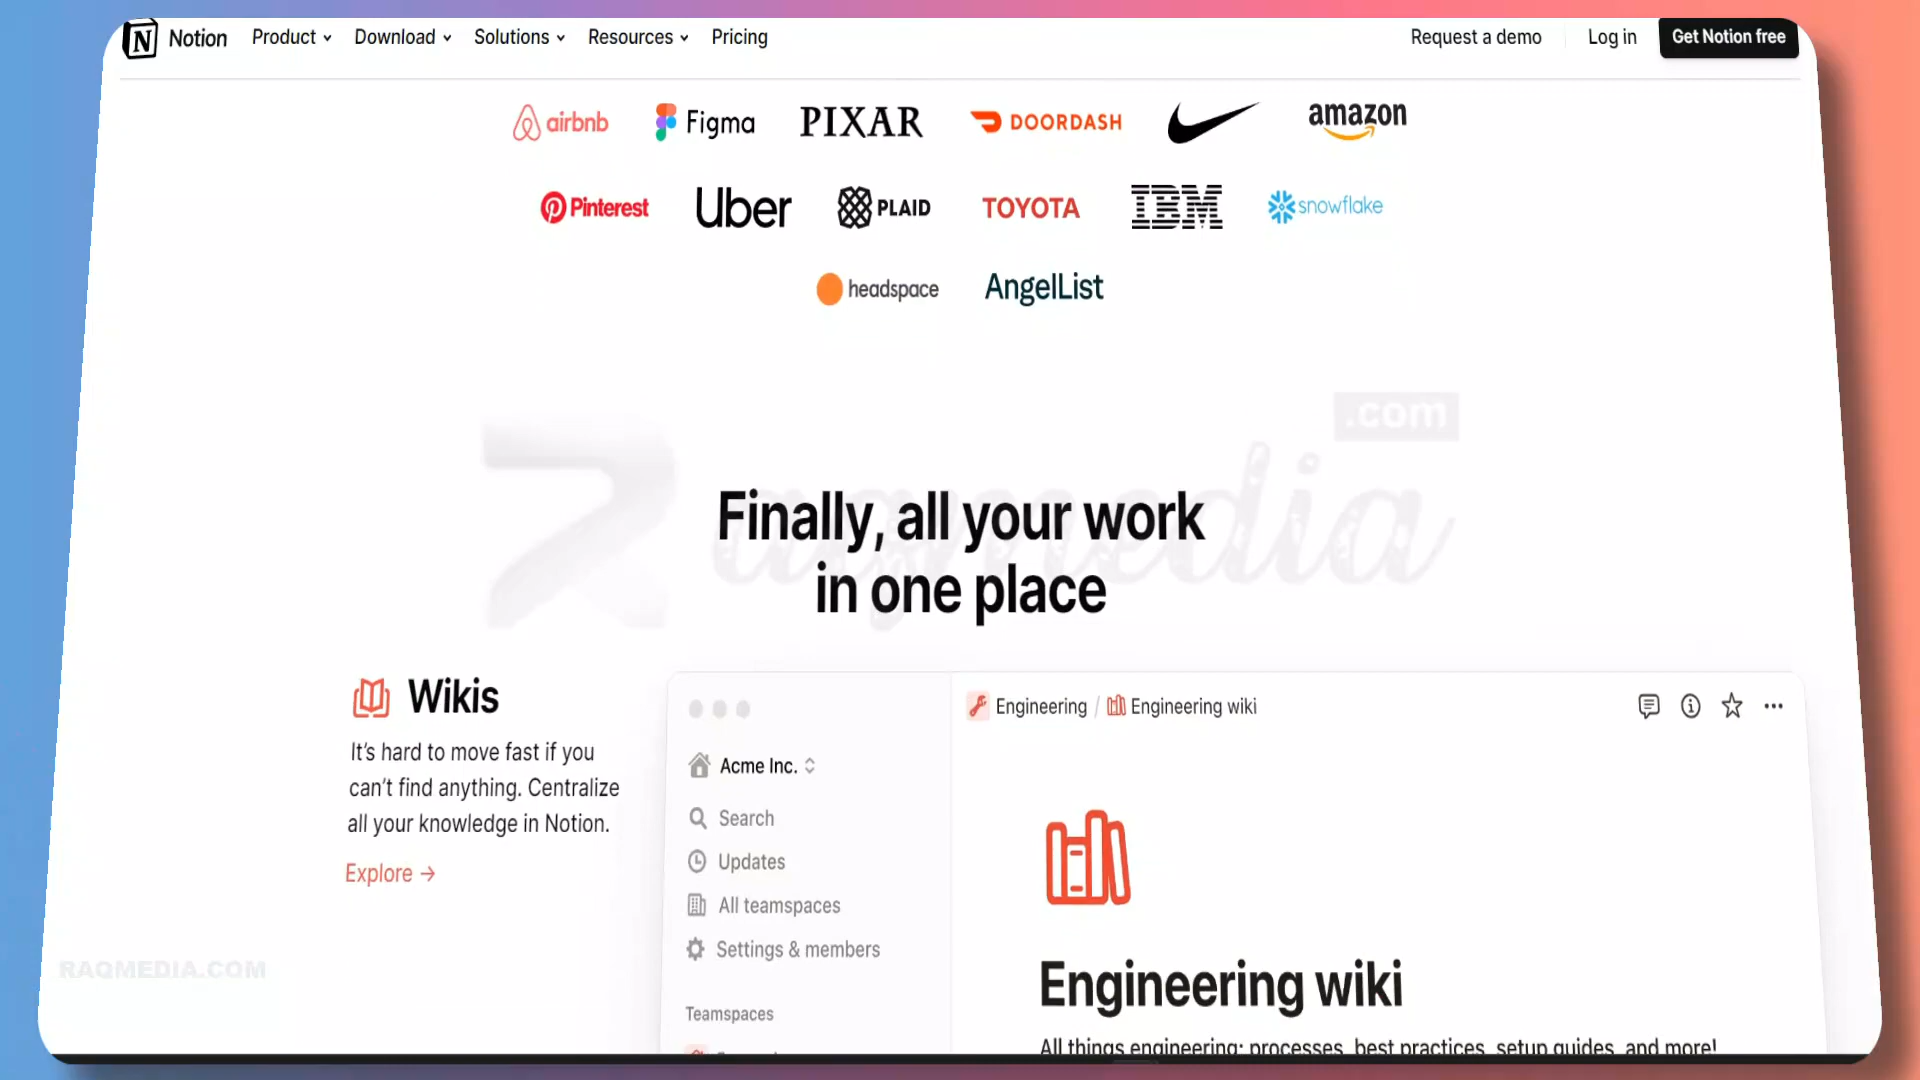 Notion Product Download Solutions Resources Pricing Request a demo Log in Get Notion free
airbnb Figma PIXAR DOORDASH amazon
Pinterest Uber PLAID TOYOTA IBM snowflake
headspace AngelList
.com
aqmedia
Finally, all your work
in one place
Wikis
It's hard to move fast if you
can't find anything. Centralize
all your knowledge in Notion.
Explore →
Acme Inc.
Search
Updates
All teamspaces
Settings & members
Teamspaces
Engineering / Engineering wiki
Engineering wiki
All things engineering: processes, best practices, setup guides, and more!
RAQMEDIA.COM